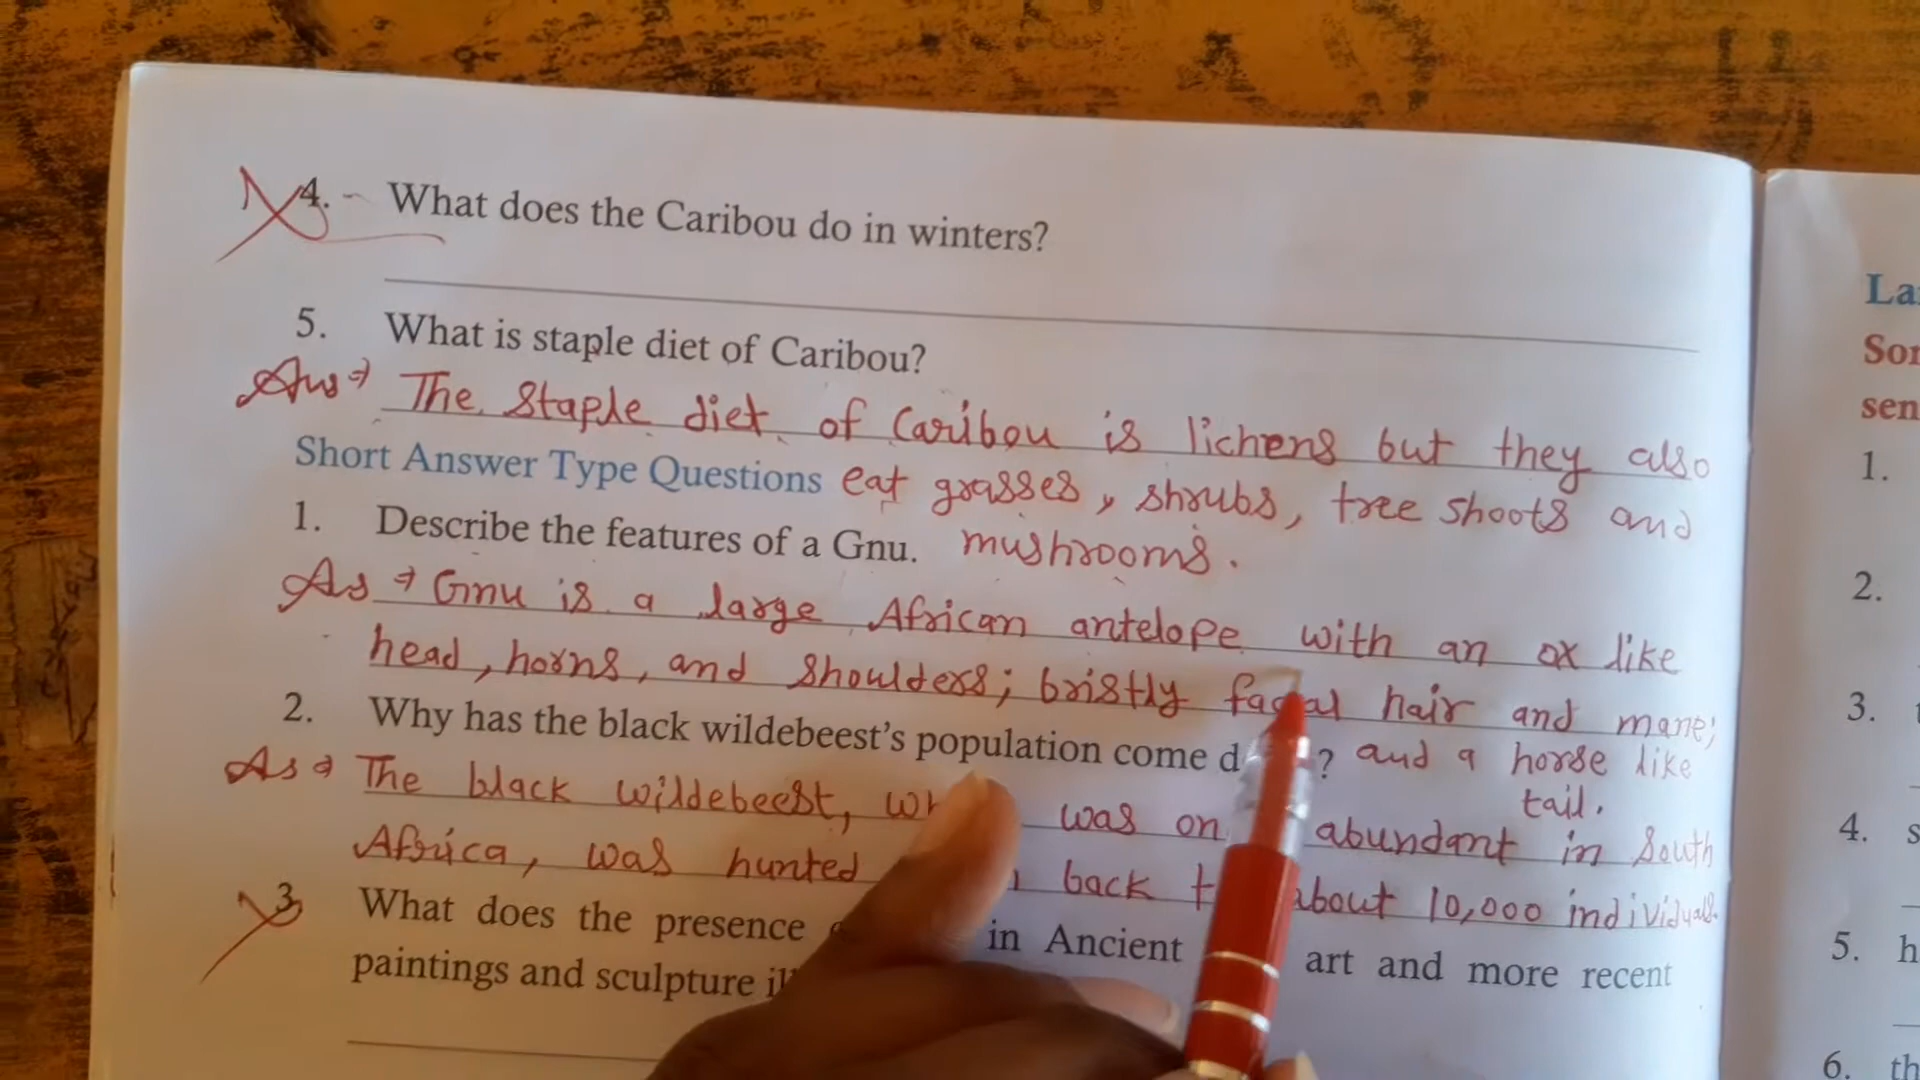 4. - What does the Caribou do in winters?
5. What is staple diet of Caribou?
Ans⇒ The Staple diet of Caribou is lichens but they also
Short Answer Type Questions eat grasses, shrubs, tree shoots and
1. Describe the features of a Gnu. mushrooms.
As ⇒ Gnu is a large African antelope with an ox like
head, horns, and shoulders; bristly facial hair and mane;
2. Why has the black wildebeest's population come d ? and a horse like
tail.
As ⇒ The black wildebeest, was abundant in South
Africa, was hunted back about 10,000 individuals.
3 What does the presence in Ancient art and more recent
paintings and sculpture
La
Sor
sen
1.
2.
3.
4. s
5. h
6. th